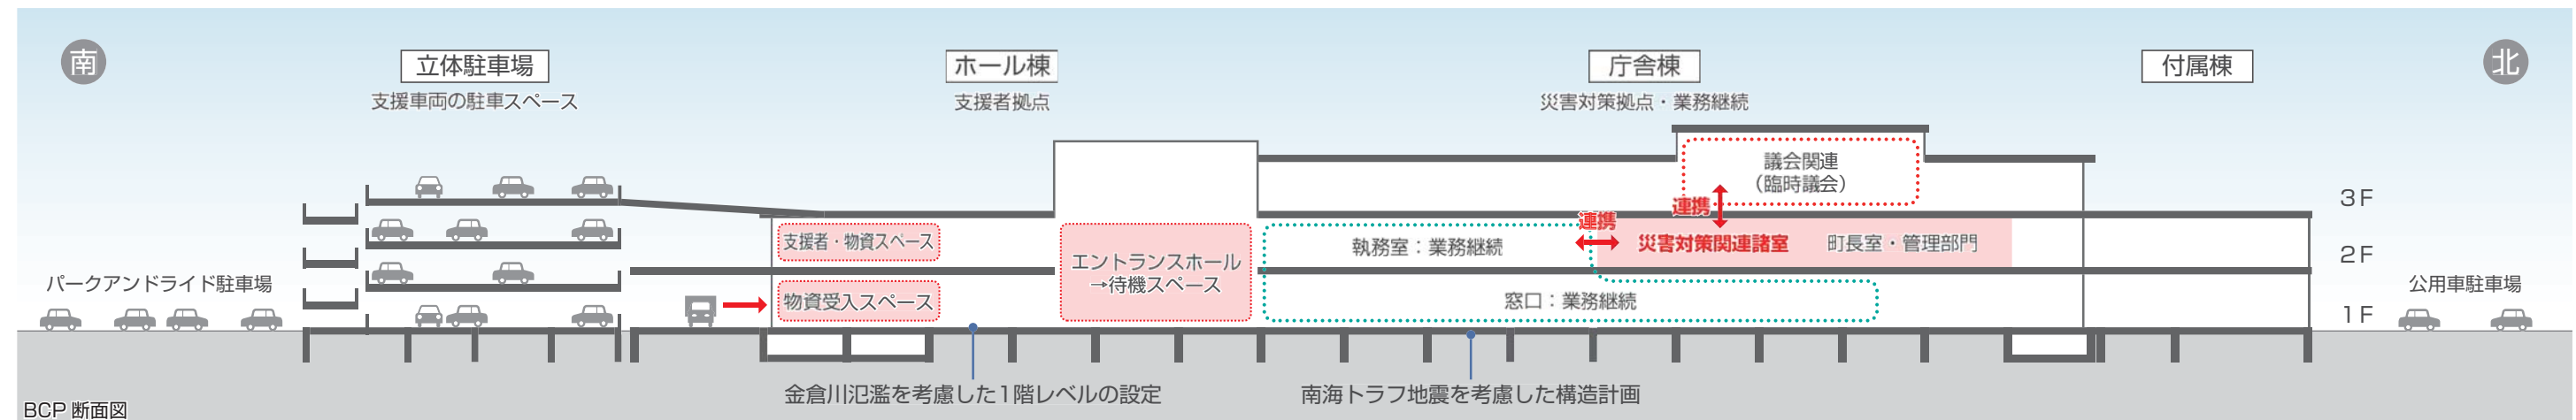 南
立体駐車場
支援車両の駐車スペース
ホール棟
支援者拠点
庁舎棟
災害対策拠点・業務継続
付属棟
北
議会関連
（臨時議会）
連携
3F
支援者・物資スペース
エントランスホール
→待機スペース
執務室：業務継続
連携
災害対策関連諸室
町長室・管理部門
2F
パークアンドライド駐車場
物資受入スペース
窓口：業務継続
公用車駐車場
1F
金倉川氾濫を考慮した1階レベルの設定
南海トラフ地震を考慮した構造計画
BCP 断面図